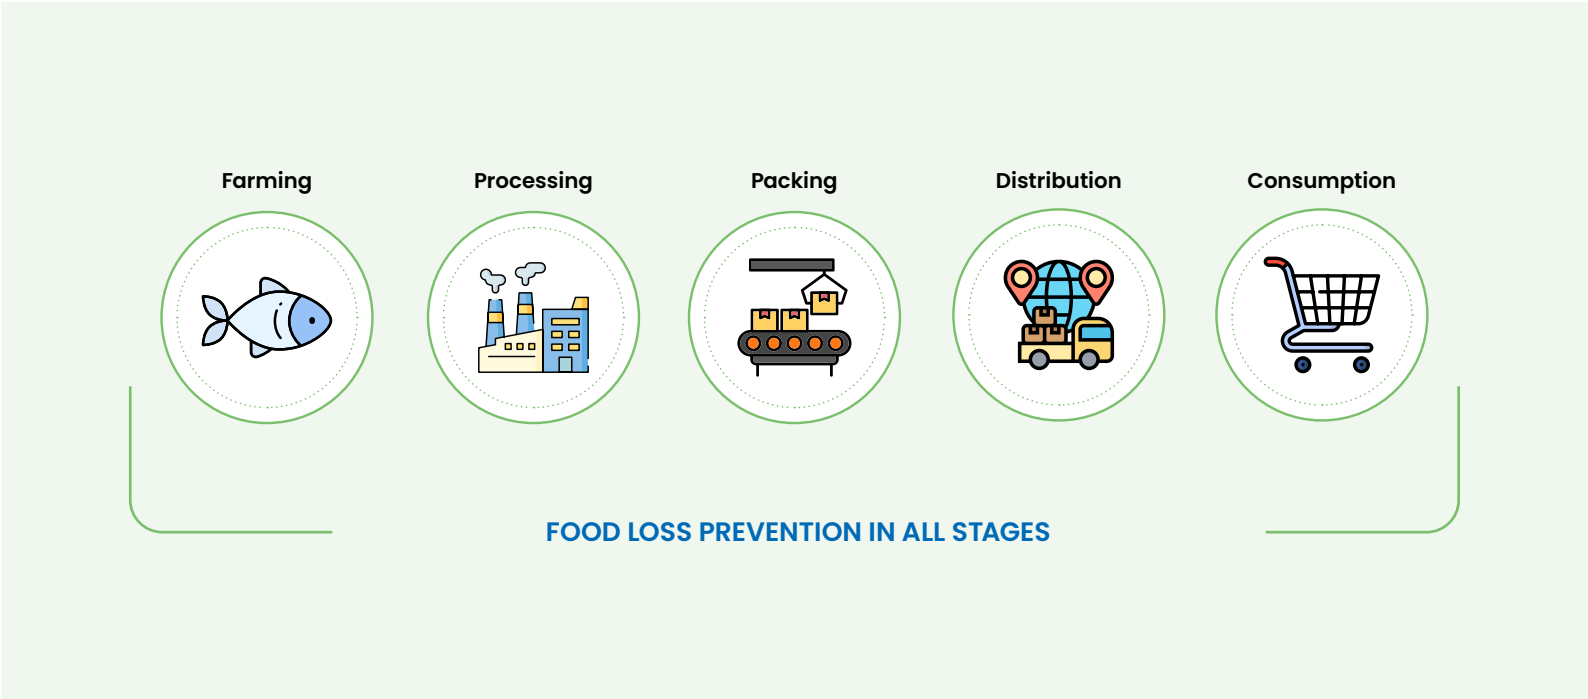 Farming
Processing
Packing
Distribution
Consumption
FOOD LOSS PREVENTION IN ALL STAGES